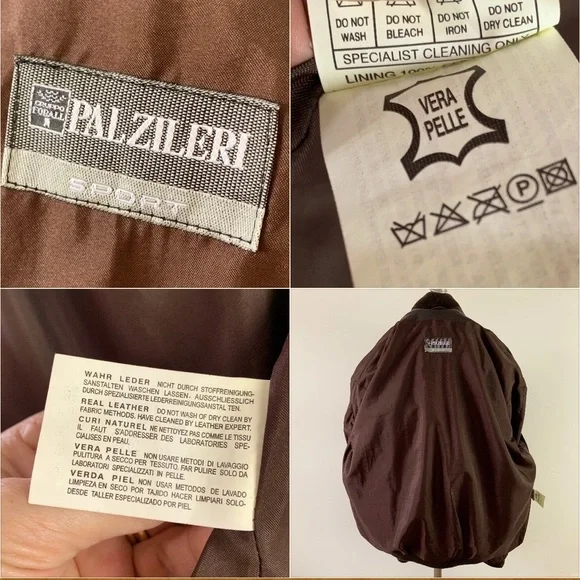 GRUPPO
FORALL
PALZILERI
SPORT
DO NOT
WASH
DO NOT
BLEACH
DO NOT
IRON
DO NOT
DRY CLEAN
SPECIALIST CLEANING ONLY
LINING 100%
VERA
PELLE
P
WAHR LEDER NICHT DURCH STOFFREINIGUNG-
SANSTALTEN WASCHEN LASSEN, AUSSCHLIESSLICH
DURCH SPEZIALISIERTE LEDERREINIGUNGSANSTALTEN.
REAL LEATHER DO NOT WASH OF DRY CLEAN BY
FABRIC METHODS. HAVE CLEANED BY LEATHER EXPERT.
CURI NATUREL NE NETTOYEZ PAS COMME LE TISSU
IL FAUT S'ADDRESER DES LABORATORIES SPE-
CIALISES EN PEAU.
VERA PELLE NON USARE METODI DI LAVAGGIO
PULITURA A SECCO PER TESSUTO. FAR PULIRE SOLO DA
LABORATORI SPECIALIZZATI IN PELLE.
VERDA PIEL NON USAR METODOS DE LAVADO
LIMPIEZA EN SECO POR TAJIDO HACER LIMPIARI SOLO-
DESDE TALLER ESPECIALIZADO POR PIEL.